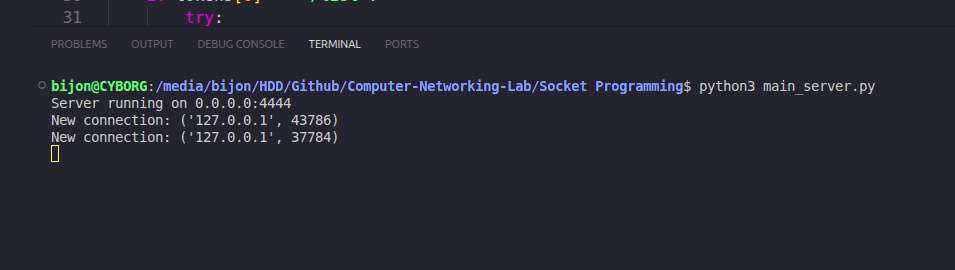 31 try:
PROBLEMS OUTPUT DEBUG CONSOLE TERMINAL PORTS
bijon@CYBORG:/media/bijon/HDD/Github/Computer-Networking-Lab/Socket Programming$ python3 main_server.py
Server running on 0.0.0.0:4444
New connection: ('127.0.0.1', 43786)
New connection: ('127.0.0.1', 37784)